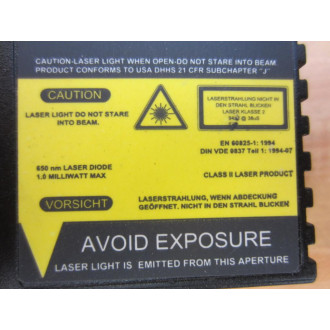 CAUTION-LASER LIGHT WHEN OPEN-DO NOT STARE INTO BEAM
PRODUCT CONFORMS TO USA DHHS 21 CFR SUBCHAPTER "J"
CAUTION
LASER LIGHT DO NOT STARE
INTO BEAM.
LASERSTRAHLUNG NICHT IN
DEN STRAHL BLICKEN
LASER KLASSE 2
EN 60825-1: 1994
DIN VDE 0837 Teil 1: 1994-07
650 nm LASER DIODE
1.0 MILLIWATT MAX
CLASS II LASER PRODUCT
VORSICHT
LASERSTRAHLUNG, WENN ABDECKUNG
GEÖFFNET. NICHT IN DEN STRAHL BLICKEN
AVOID EXPOSURE
LASER LIGHT IS EMITTED FROM THIS APERTURE